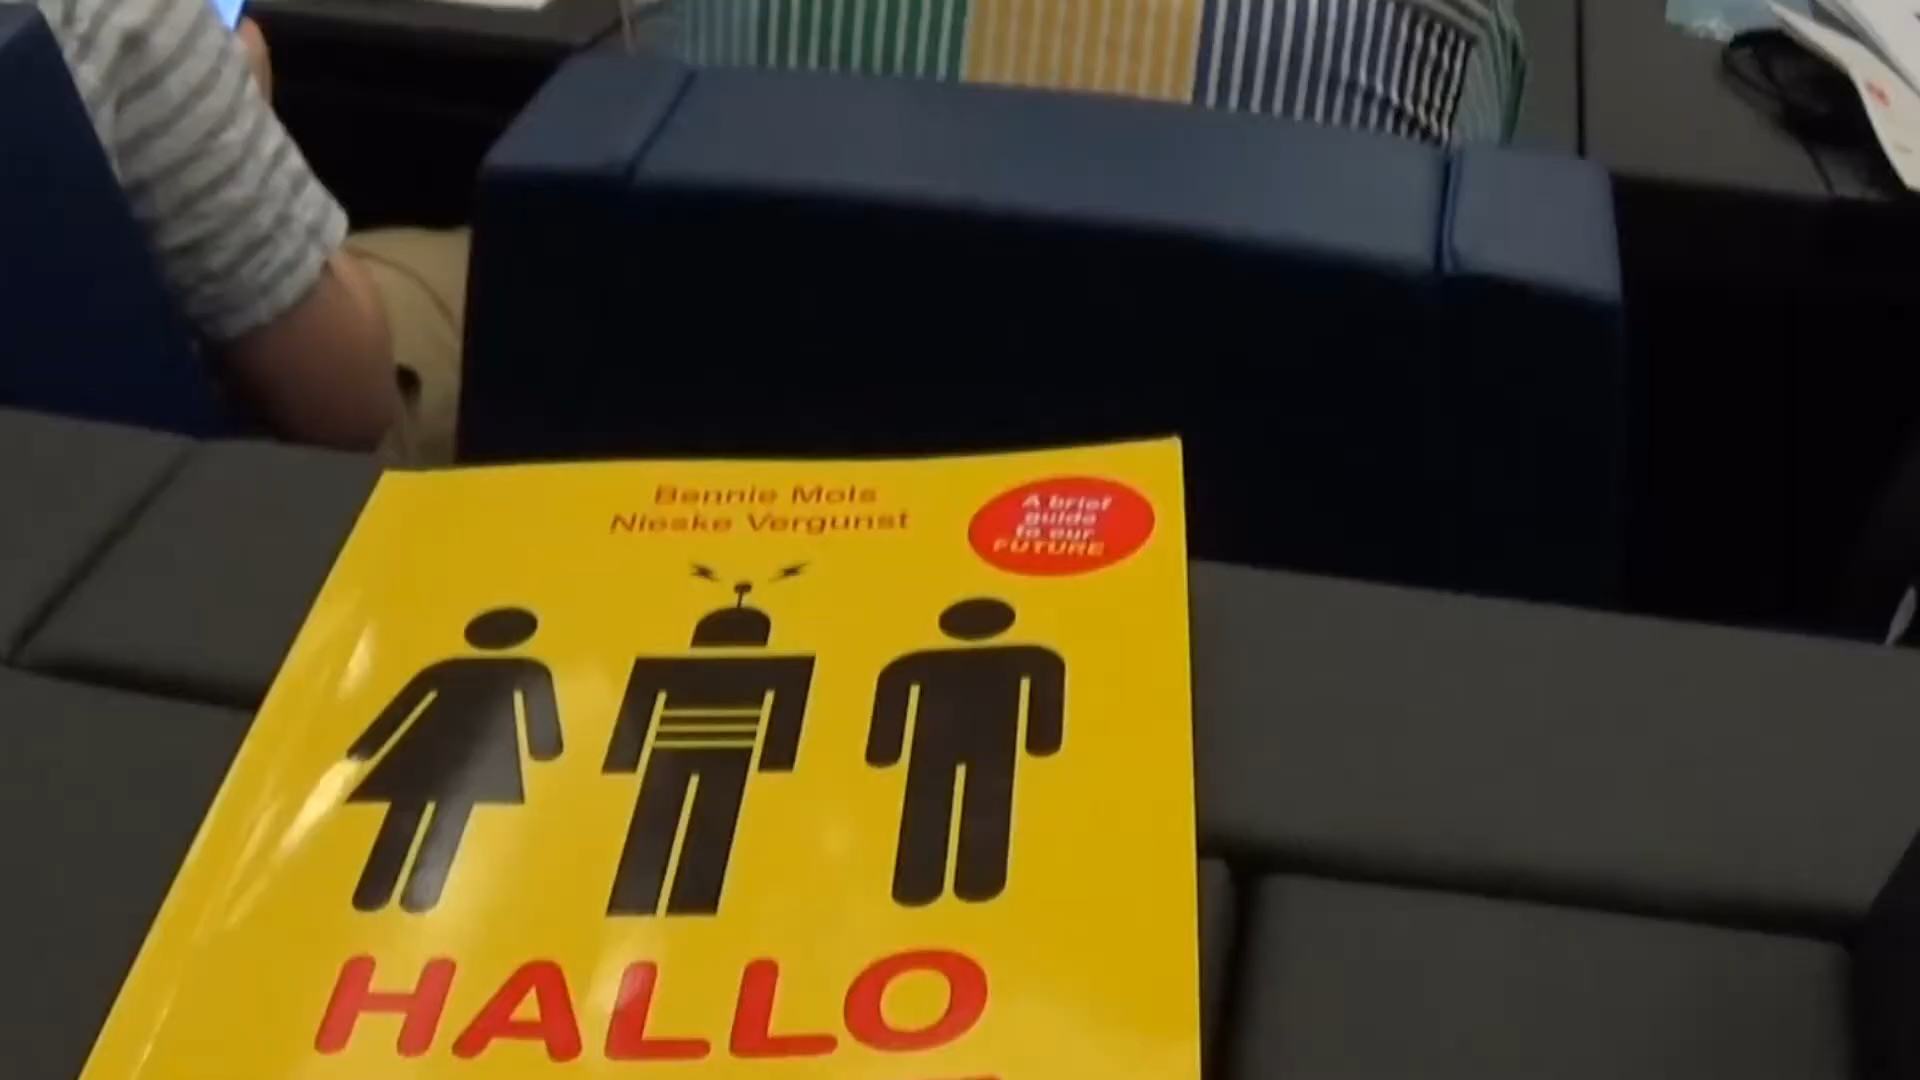 Bennie Mols
Nieske Vergunst
A brief
guide
to our
FUTURE
HALLO